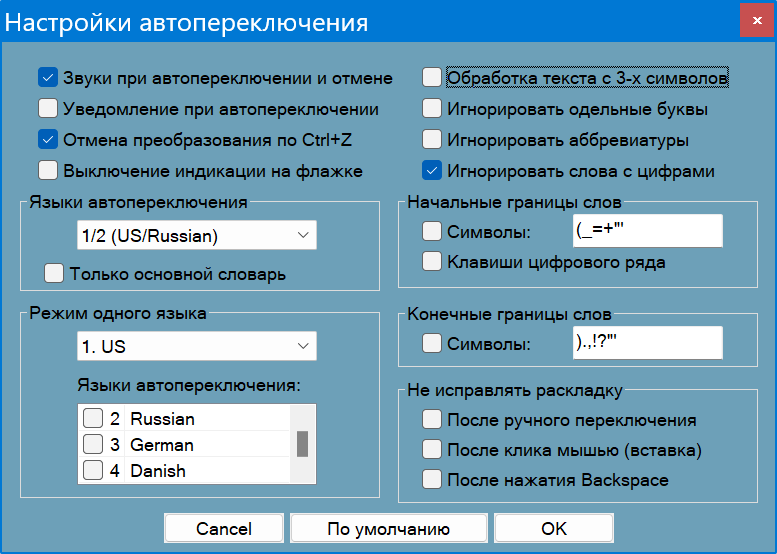 Настройки автопереключения
Звуки при автопереключении и отмене
Уведомление при автопереключении
Отмена преобразования по Ctrl+Z
Выключение индикации на флажке
Обработка текста с 3-х символов
Игнорировать одельные буквы
Игнорировать аббревиатуры
Игнорировать слова с цифрами
Языки автопереключения
1/2 (US/Russian)
Только основной словарь
Начальные границы слов
Символы: (_=+"'
Клавиши цифрового ряда
Режим одного языка
1. US
Языки автопереключения:
2 Russian
3 German
4 Danish
Конечные границы слов
Символы: ).,!?"'
Не исправлять раскладку
После ручного переключения
После клика мышью (вставка)
После нажатия Backspace
Cancel
По умолчанию
OK